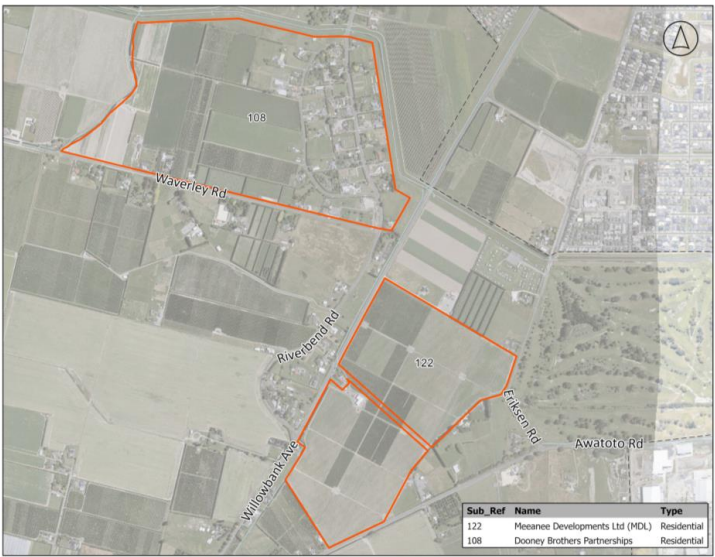 108
Waverley Rd
Riverbend Rd
122
Eriksen Rd
Awatoto Rd
Willowbank Ave
Sub_Ref Name Type
122 Meeanee Developments Ltd (MDL) Residential
108 Dooney Brothers Partnerships Residential